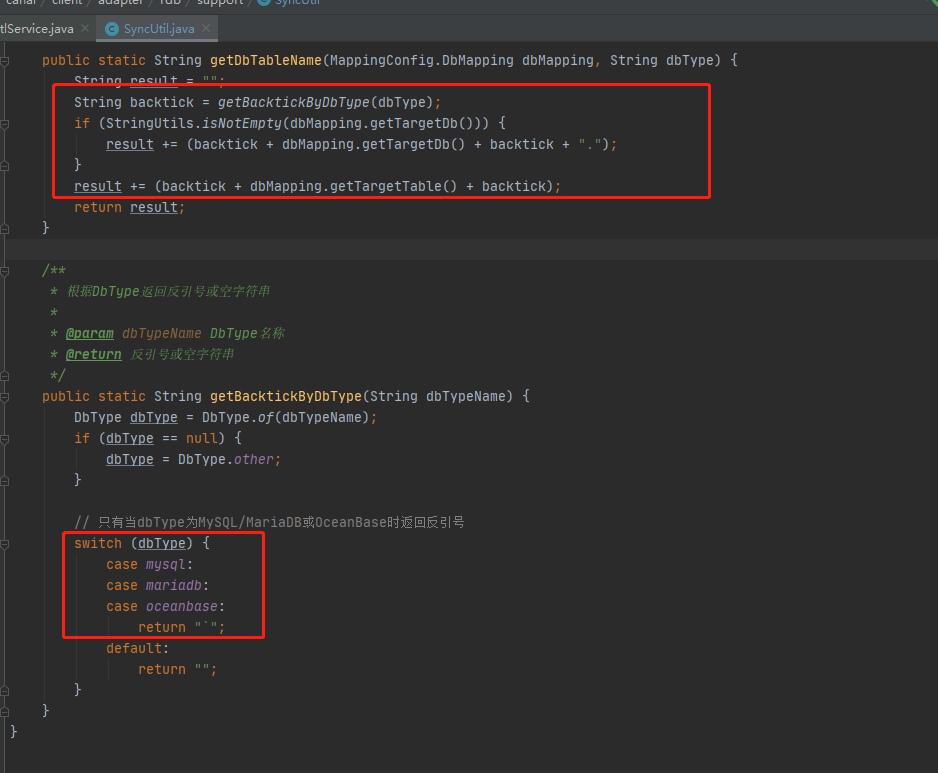 canal / client / adapter / rdb / support / SyncUtil
tlService.java × SyncUtil.java ×
public static String getDbTableName(MappingConfig.DbMapping dbMapping, String dbType) {
String result = "";
String backtick = getBacktickByDbType(dbType);
if (StringUtils.isNotEmpty(dbMapping.getTargetDb())) {
result += (backtick + dbMapping.getTargetDb() + backtick + ".");
}
result += (backtick + dbMapping.getTargetTable() + backtick);
return result;
}
/**
* 根据DbType返回反引号或空字符串
*
* @param dbTypeName DbType名称
* @return 反引号或空字符串
*/
public static String getBacktickByDbType(String dbTypeName) {
DbType dbType = DbType.of(dbTypeName);
if (dbType == null) {
dbType = DbType.other;
}
// 只有当dbType为MySQL/MariaDB或OceanBase时返回反引号
switch (dbType) {
case mysql:
case mariadb:
case oceanbase:
return "`";
default:
return "";
}
}
}